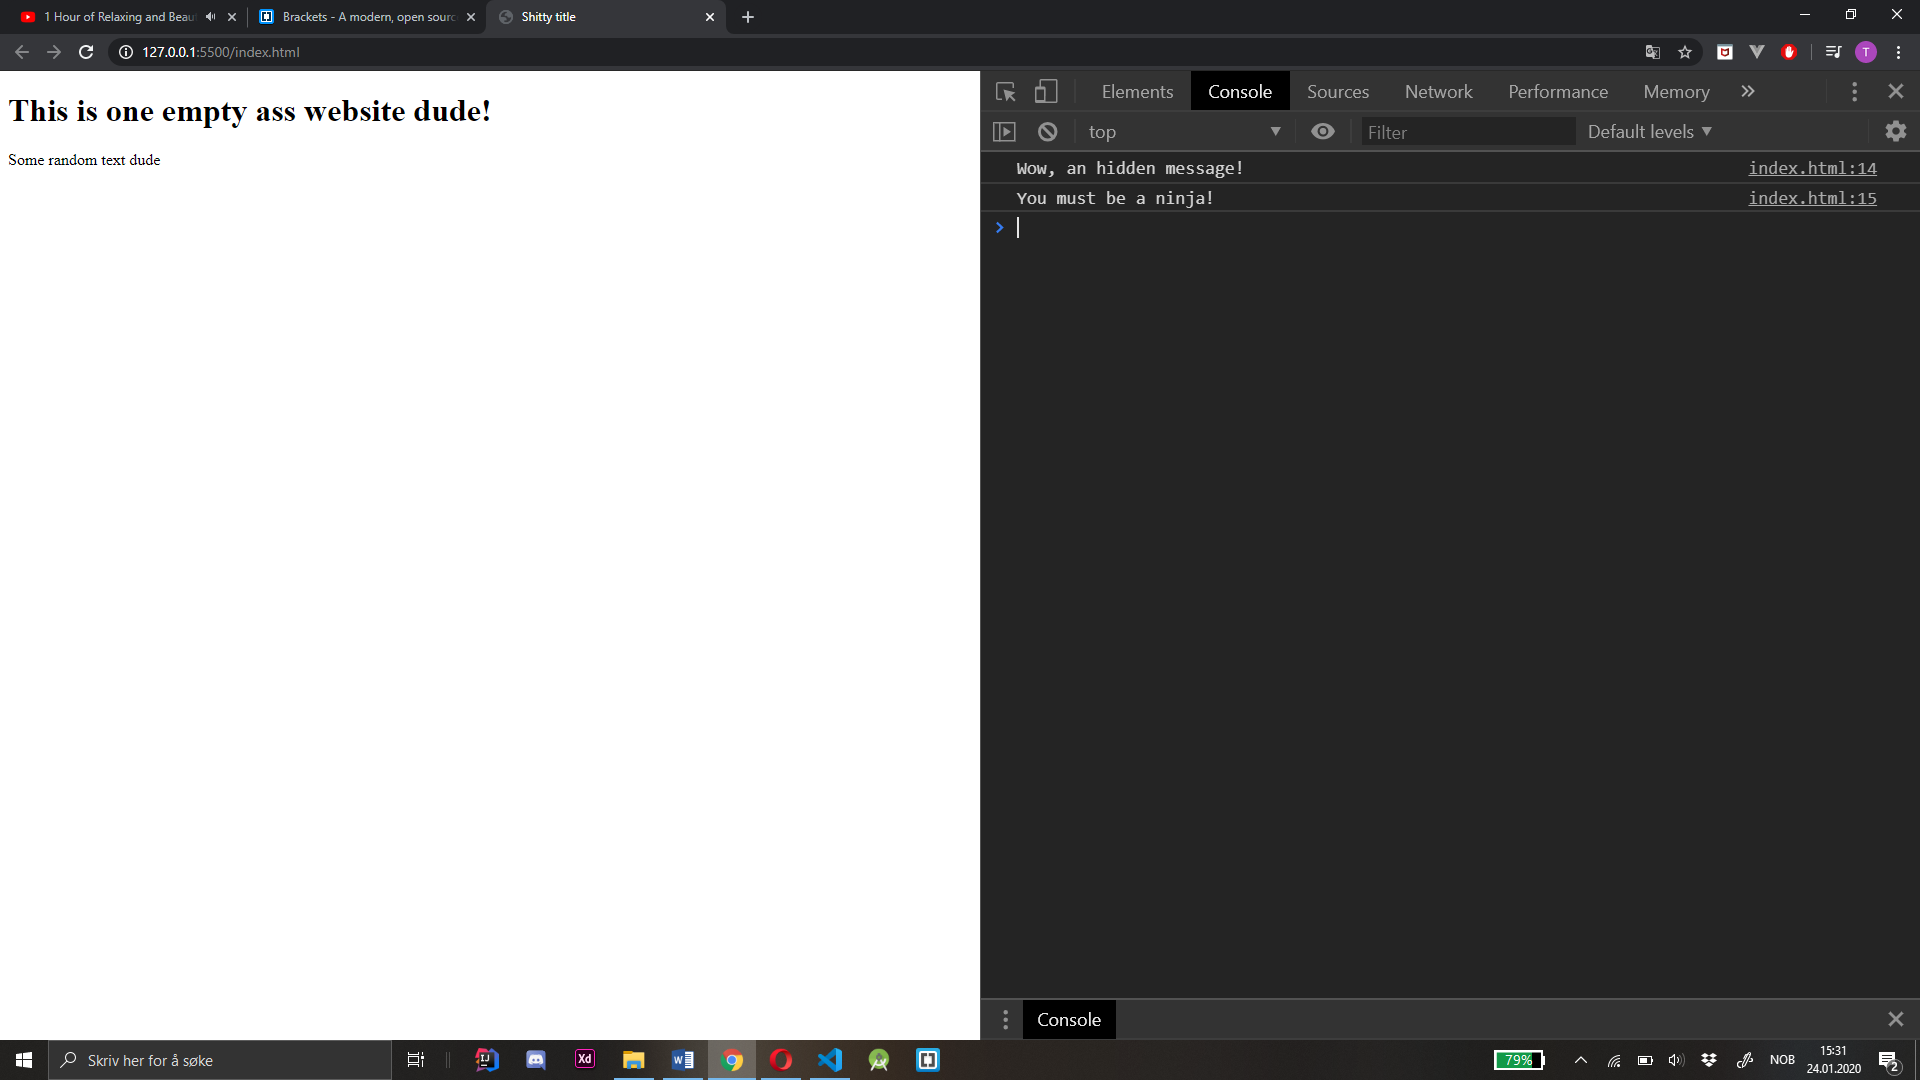 1 Hour of Relaxing and Beau
Brackets - A modern, open sourc
Shitty title
127.0.0.1:5500/index.html
T
This is one empty ass website dude!
Some random text dude
Elements
Console
Sources
Network
Performance
Memory
top
Filter
Default levels
Wow, an hidden message!
index.html:14
You must be a ninja!
index.html:15
Console
Skriv her for å søke
IJ
Xd
W
79%
NOB
15:31
24.01.2020
2